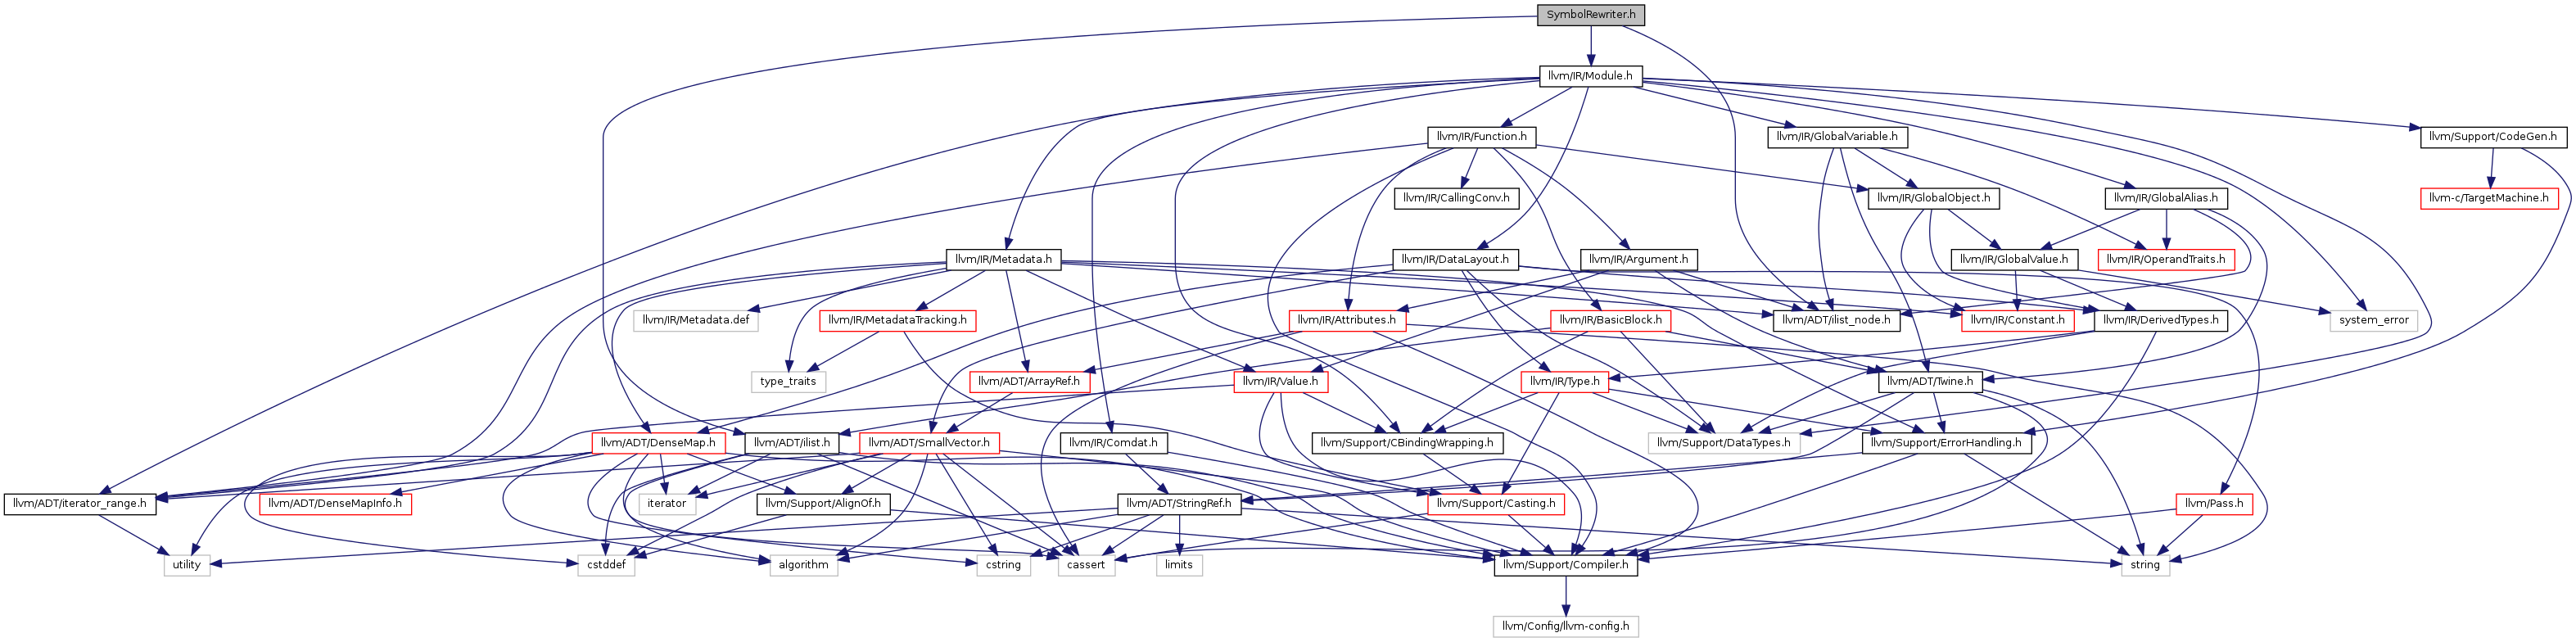 SymbolRewriter.h
llvm/IR/Module.h
llvm/IR/Function.h
llvm/IR/GlobalVariable.h
llvm/Support/CodeGen.h
llvm/IR/CallingConv.h
llvm/IR/GlobalObject.h
llvm/IR/GlobalAlias.h
llvm-c/TargetMachine.h
llvm/IR/Metadata.h
llvm/IR/DataLayout.h
llvm/IR/Argument.h
llvm/IR/GlobalValue.h
llvm/IR/OperandTraits.h
llvm/IR/Metadata.def
llvm/IR/MetadataTracking.h
llvm/IR/Attributes.h
llvm/IR/BasicBlock.h
llvm/ADT/ilist_node.h
llvm/IR/Constant.h
llvm/IR/DerivedTypes.h
system_error
type_traits
llvm/ADT/ArrayRef.h
llvm/IR/Value.h
llvm/IR/Type.h
llvm/ADT/Twine.h
llvm/ADT/DenseMap.h
llvm/ADT/ilist.h
llvm/ADT/SmallVector.h
llvm/IR/Comdat.h
llvm/Support/CBindingWrapping.h
llvm/Support/DataTypes.h
llvm/Support/ErrorHandling.h
llvm/ADT/iterator_range.h
llvm/ADT/DenseMapInfo.h
iterator
llvm/Support/AlignOf.h
llvm/ADT/StringRef.h
llvm/Support/Casting.h
llvm/Pass.h
utility
cstddef
algorithm
cstring
cassert
limits
llvm/Support/Compiler.h
string
llvm/Config/llvm-config.h